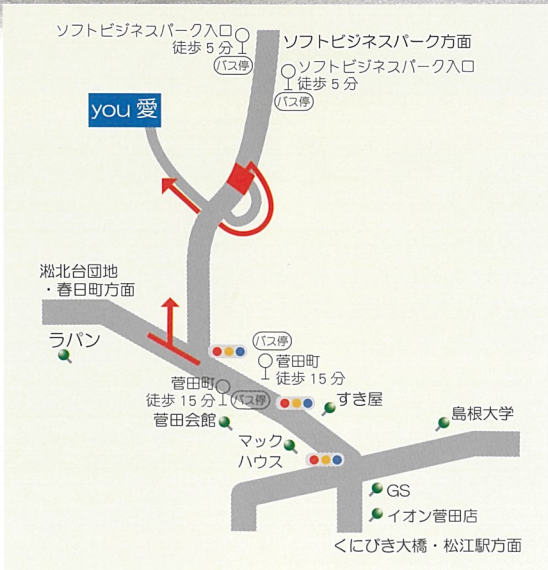 ソフトビジネスパーク入口
徒歩5分
バス停
ソフトビジネスパーク方面
ソフトビジネスパーク入口
徒歩5分
バス停
you 愛
淞北台団地
・春日町方面
ラパン
バス停
菅田町
徒歩15分
菅田町
徒歩15分
バス停
菅田会館
すき屋
マック
ハウス
島根大学
GS
イオン菅田店
くにびき大橋・松江駅方面